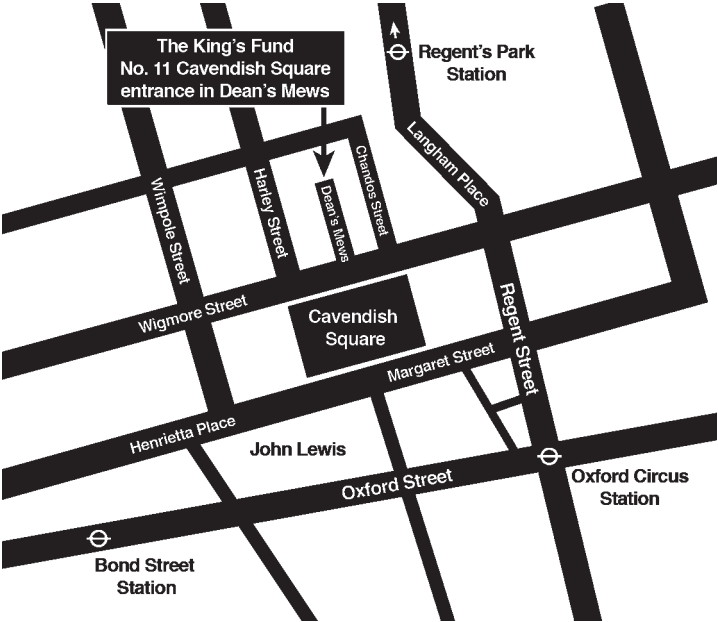 The King's Fund
No. 11 Cavendish Square
entrance in Dean's Mews
Regent's Park
Station
Langham Place
Chandos Street
Wimpole Street
Harley Street
Dean's Mews
Wigmore Street
Cavendish
Square
Regent Street
Margaret Street
Henrietta Place
John Lewis
Oxford Street
Oxford Circus
Station
Bond Street
Station